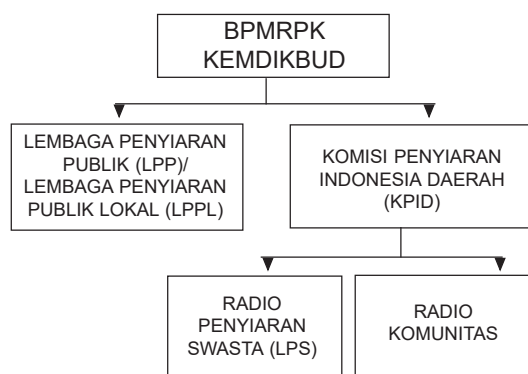 BPMRPK
KEMDIKBUD
LEMBAGA PENYIARAN
PUBLIK (LPP)/
LEMBAGA PENYIARAN
PUBLIK LOKAL (LPPL)
KOMISI PENYIARAN
INDONESIA DAERAH
(KPID)
RADIO
PENYIARAN
SWASTA (LPS)
RADIO
KOMUNITAS